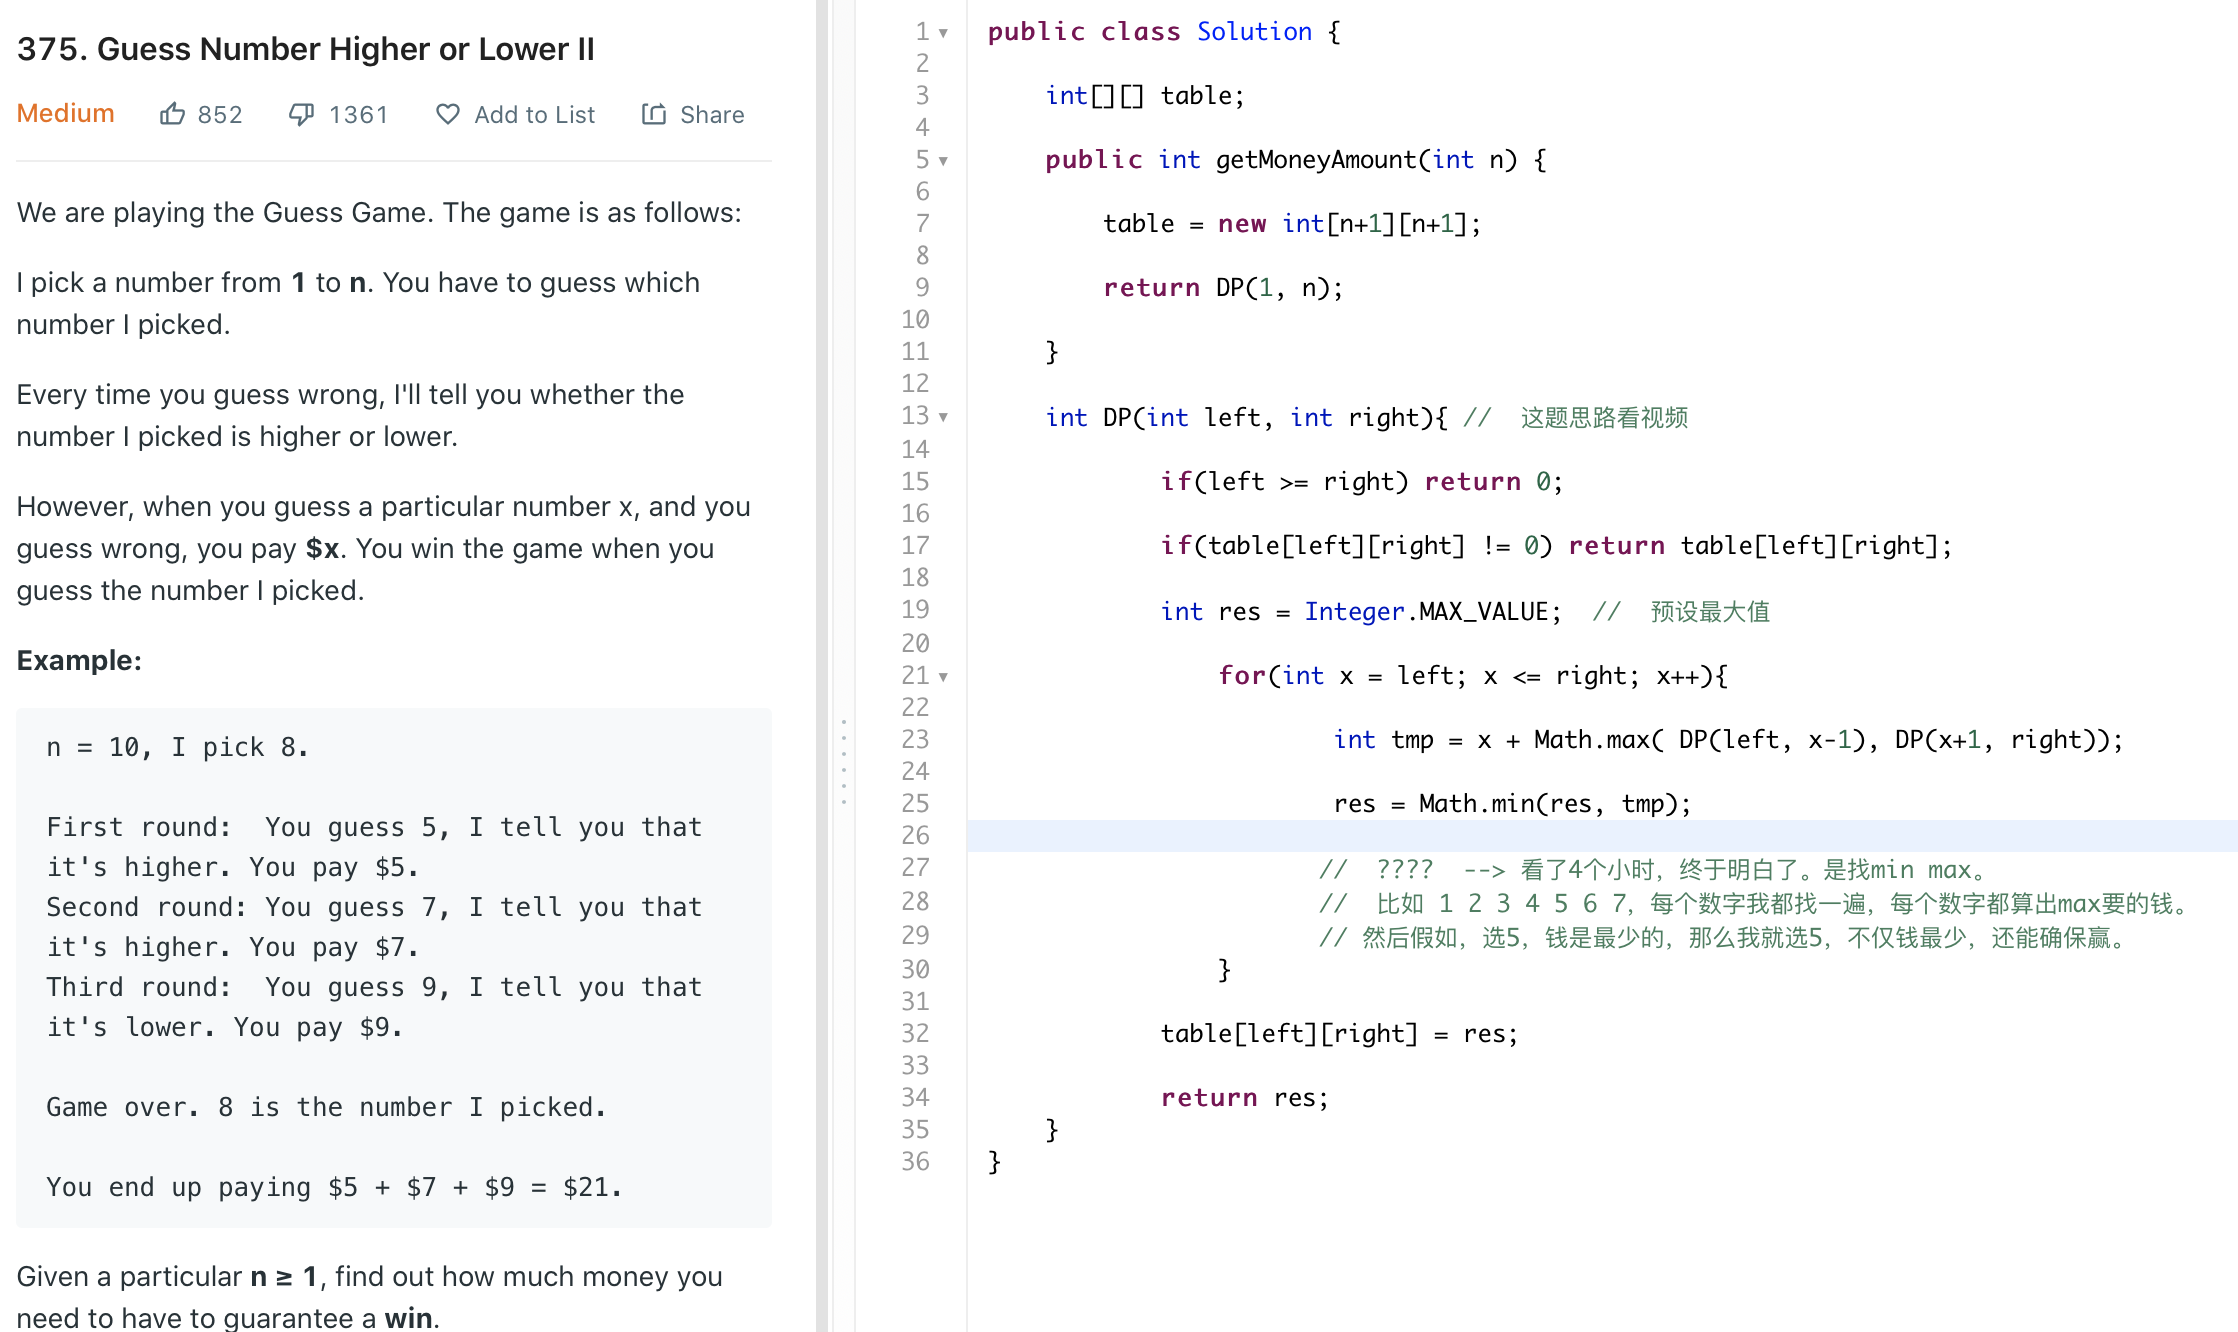 375. Guess Number Higher or Lower II
Medium 852 1361 Add to List Share
We are playing the Guess Game. The game is as follows:
I pick a number from 1 to n. You have to guess which
number I picked.
Every time you guess wrong, I'll tell you whether the
number I picked is higher or lower.
However, when you guess a particular number x, and you
guess wrong, you pay $x. You win the game when you
guess the number I picked.
Example:
n = 10, I pick 8.
First round:  You guess 5, I tell you that
it's higher. You pay $5.
Second round: You guess 7, I tell you that
it's higher. You pay $7.
Third round:  You guess 9, I tell you that
it's lower. You pay $9.
Game over. 8 is the number I picked.
You end up paying $5 + $7 + $9 = $21.
Given a particular n ≥ 1, find out how much money you
need to have to guarantee a win.
1 public class Solution {
2
3 int[][] table;
4
5 public int getMoneyAmount(int n) {
6
7 table = new int[n+1][n+1];
8
9 return DP(1, n);
10
11 }
12
13 int DP(int left, int right){ //  这题思路看视频
14
15 if(left >= right) return 0;
16
17 if(table[left][right] != 0) return table[left][right];
18
19 int res = Integer.MAX_VALUE;  //  预设最大值
20
21 for(int x = left; x <= right; x++){
22
23 int tmp = x + Math.max( DP(left, x-1), DP(x+1, right));
24
25 res = Math.min(res, tmp);
26
27 //  ????  --> 看了4个小时，终于明白了。是找min max。
28 //  比如 1 2 3 4 5 6 7，每个数字我都找一遍，每个数字都算出max要的钱。
29 // 然后假如，选5，钱是最少的，那么我就选5，不仅钱最少，还能确保赢。
30 }
31
32 table[left][right] = res;
33
34 return res;
35 }
36 }